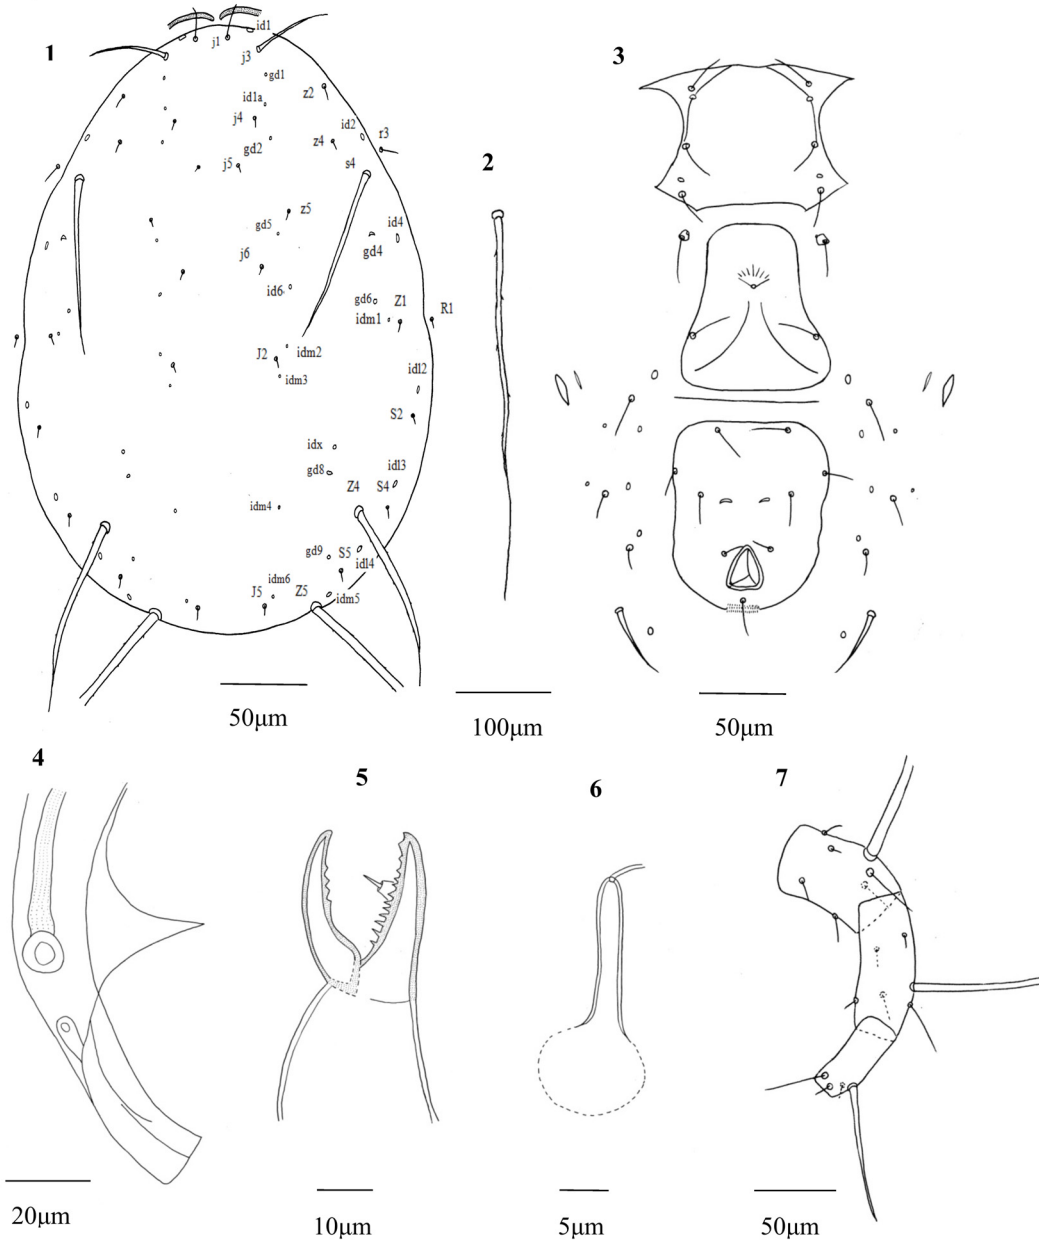 1
id1
j1
j3
gd1
id1a
z2
j4
id2
r3
gd2
z4
j5
s4
z5
gd5
id4
gd4
j6
id6
gd6
Z1
idm1
R1
J2
idm2
idm3
idl2
S2
idx
gd8
idl3
Z4
S4
idm4
gd9
S5
idl4
idm6
J5
Z5
idm5
50μm
2
100μm
3
50μm
4
20μm
5
10μm
6
5μm
7
50μm